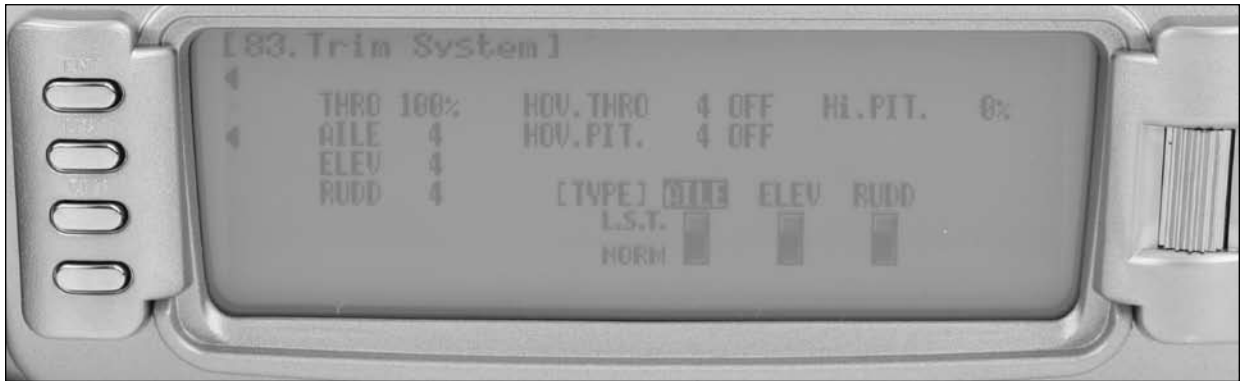 [83.Trim System]
THRO 100% HOV.THRO 4 OFF Hi.PIT. 0%
AILE 4 HOV.PIT. 4 OFF
ELEV 4
RUDD 4 [TYPE] AILE ELEV RUDD
L.S.T.
NORM